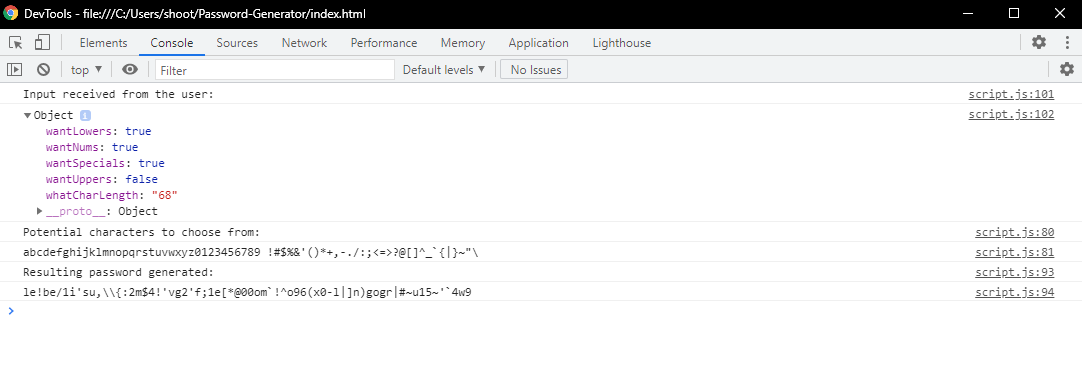 DevTools - file:///C:/Users/shoot/Password-Generator/index.html
Elements Console Sources Network Performance Memory Application Lighthouse
top ▼ Filter Default levels ▼ No Issues
Input received from the user: script.js:101
▼Object i script.js:102
wantLowers: true
wantNums: true
wantSpecials: true
wantUppers: false
whatCharLength: "68"
▶__proto__: Object
Potential characters to choose from: script.js:80
abcdefghijklmnopqrstuvwxyz0123456789 !#$%&'()*+,-./:;<=>?@[]^_`{|}~"\ script.js:81
Resulting password generated: script.js:93
le!be/1i'su,\\{:2m$4!'vg2'f;1e[*@00om`!^o96(x0-l|]n)gogr|#~u15~'`4w9 script.js:94